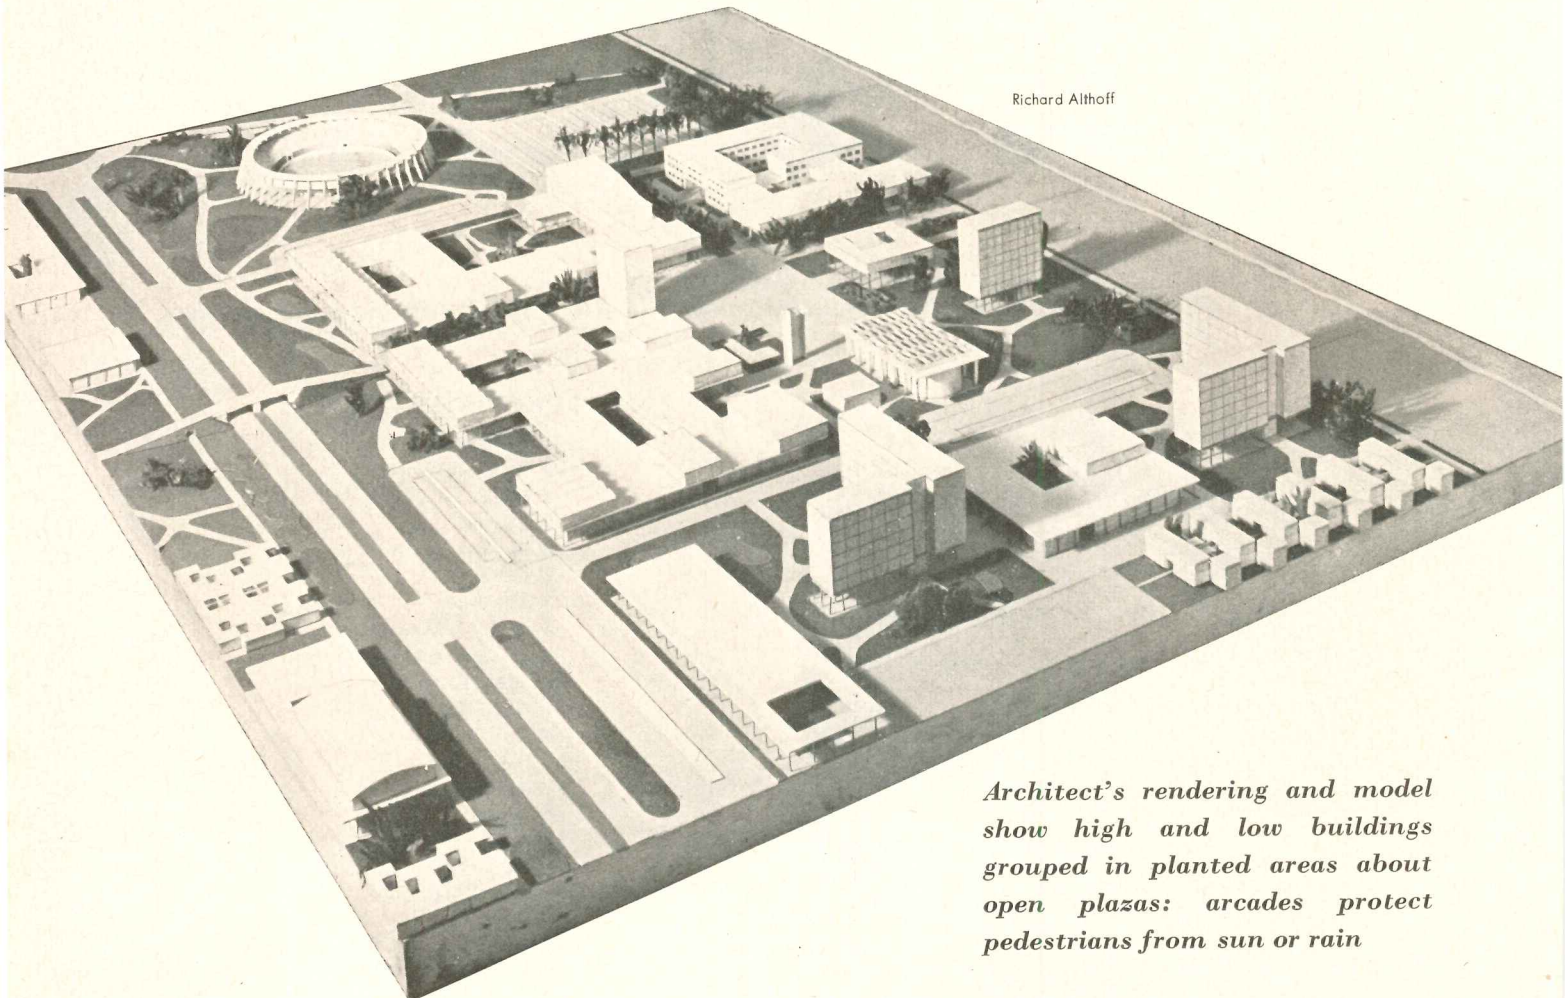 Richard Althoff
Architect's rendering and model
show high and low buildings
grouped in planted areas about
open plazas: arcades protect
pedestrians from sun or rain